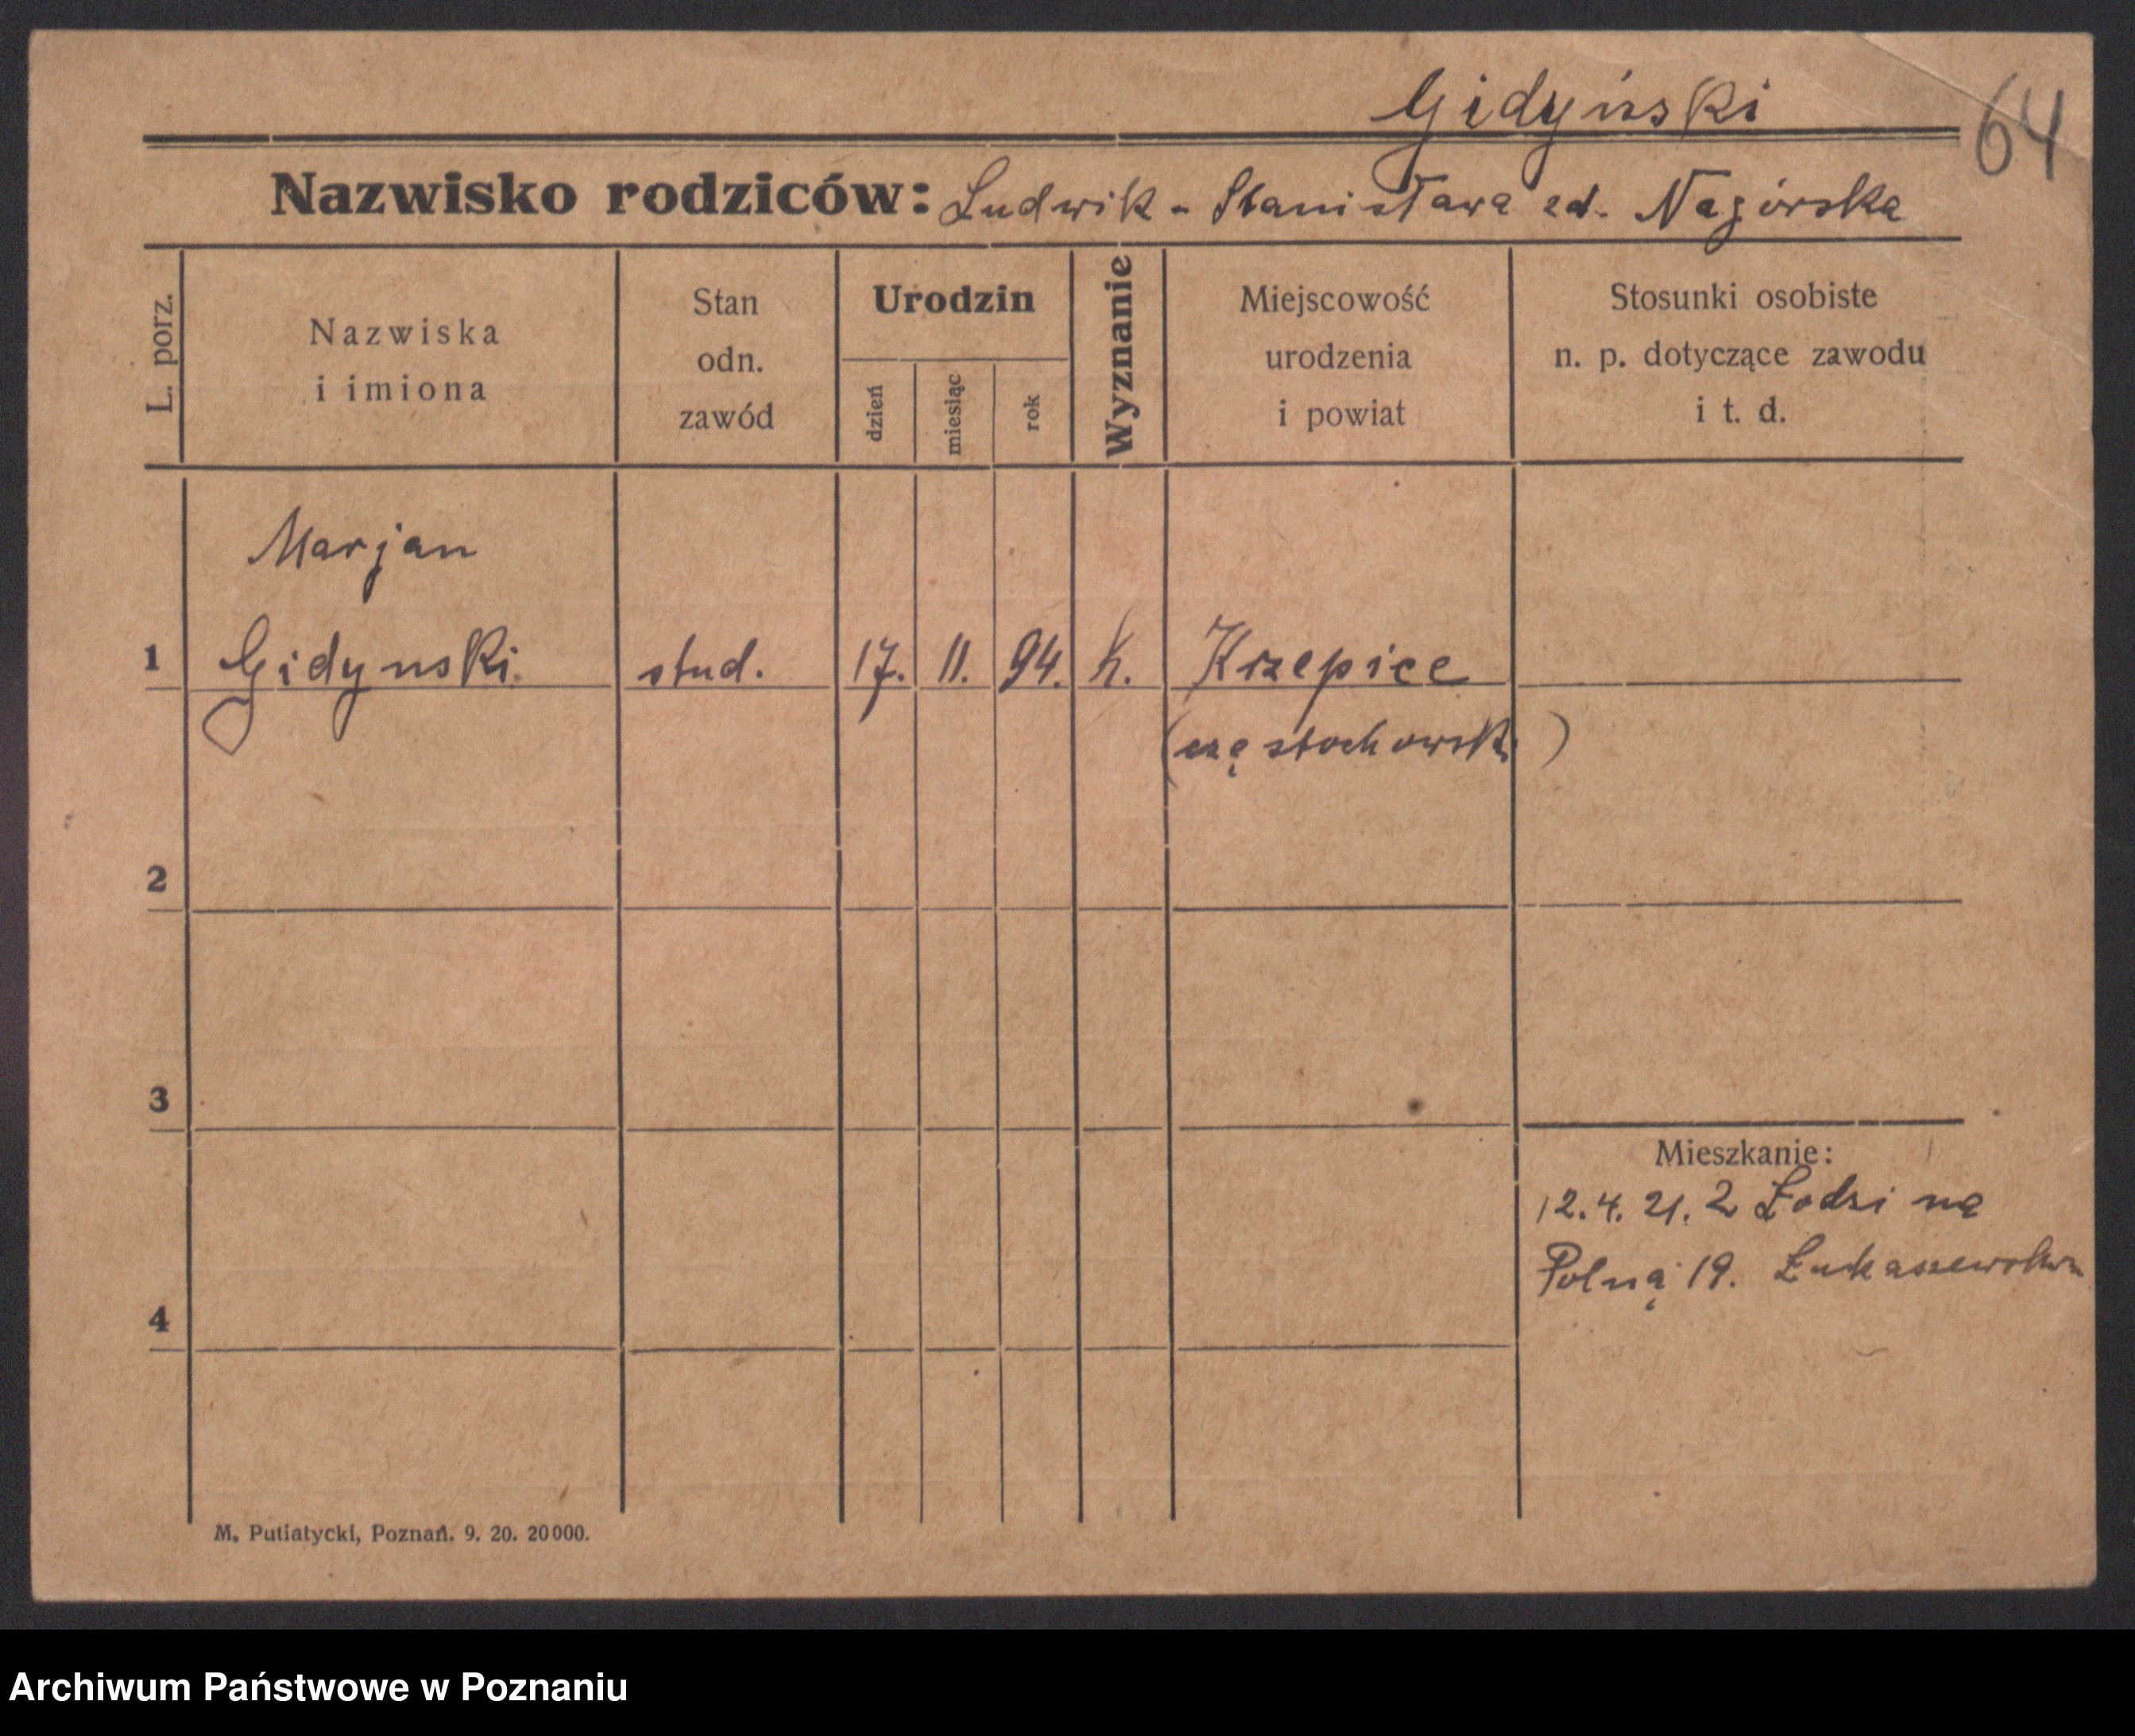 Gidyński
64
Nazwisko rodziców: Ludwik - Stanisława zd. Nagórska
L. porz.
Nazwiska
i imiona
Stan
odn.
zawód
Urodzin
dzień
miesiąc
rok
Wyznanie
Miejscowość
urodzenia
i powiat
Stosunki osobiste
n. p. dotyczące zawodu
i t. d.
Marjan
1 Gidynski. stud. 17. 11. 94. k. Krzepice
(częstochowski)
2
3
Mieszkanie:
12.4.21. z Łodzi na
Polną 19.
4
M. Putiatycki, Poznań. 9. 20. 20000.
Archiwum Państwowe w Poznaniu